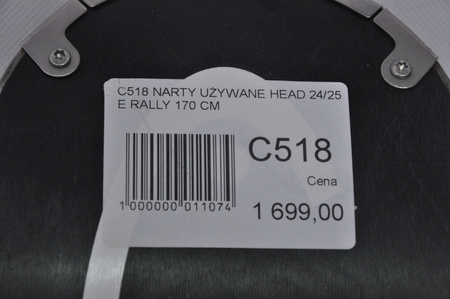 C518 NARTY UŻYWANE HEAD 24/25
E RALLY 170 CM
C518
Cena
1 000000 011074
1 699,00